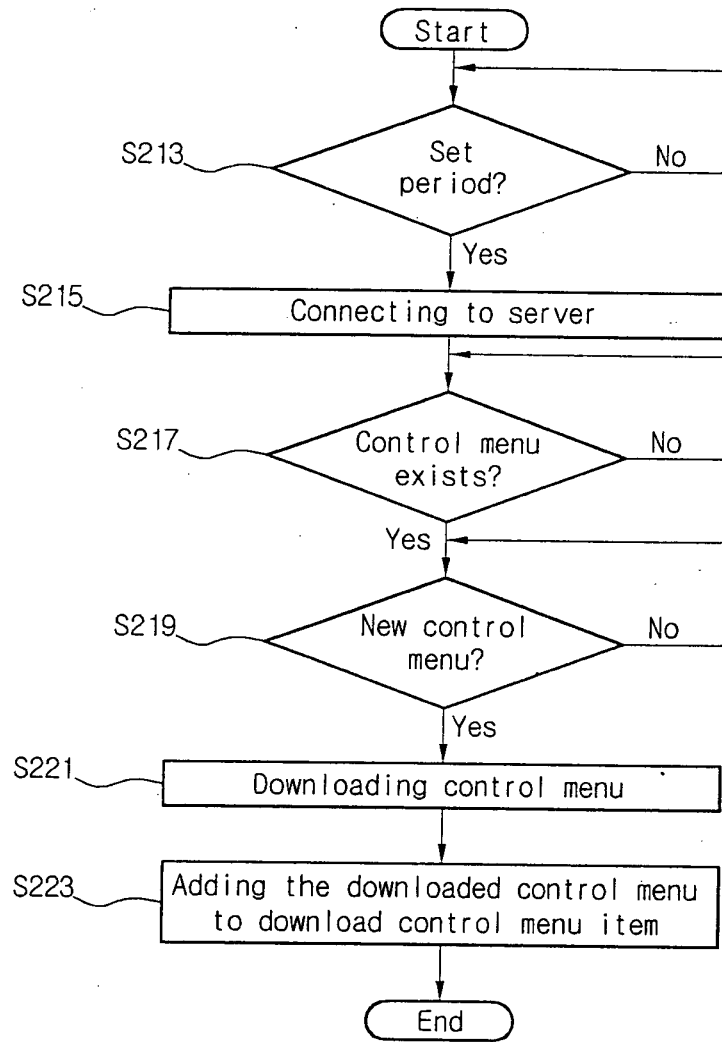 Start
S213
Set
period?
No
Yes
S215
Connecting to server
S217
Control menu
exists?
No
Yes
S219
New control
menu?
No
Yes
S221
Downloading control menu
S223
Adding the downloaded control menu
to download control menu item
End